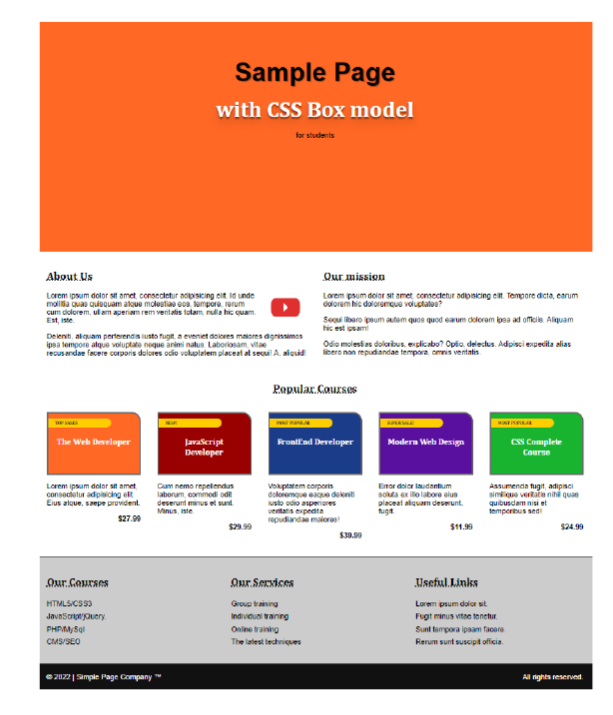 Sample Page
with CSS Box model
for students
About Us
Lorem ipsum dolor sit amet, consectetur adipisicing elit. Id unde
mollitia quas quisquam atque molestiae eos, tempore, rerum
cum dolorem, ullam aperiam rem veritatis totam, nulla hic quam.
Est, iste.
Deleniti, aliquam perferendis iusto fugit, a eveniet dolores maiores dignissimos
ipsa tempore atque voluptate neque animi natus. Laboriosam, vitae
recusandae facere corporis dolores odio voluptatem placeat at sequi! A, aliquid!
Our mission
Lorem ipsum dolor sit amet, consectetur adipisicing elit. Tempore dicta, earum
dolorem hic doloremque voluptates?
Sequi libero ipsum autem quos quod earum dolorem ipsa ad officiis. Aliquam
hic est ipsam!
Odio molestias doloribus, explicabo? Optio, delectus. Adipisci expedita alias
libero non repudiandae tempora, omnis veritatis.
Popular Courses
TOP SALES
The Web Developer
Lorem ipsum dolor sit amet,
consectetur adipisicing elit.
Eius atque, saepe provident.
$27.99
NEW!
JavaScript
Developer
Cum nemo repellendus
laborum, commodi odit
deserunt minus et sunt.
Minus, iste.
$29.99
MOST POPULAR
FrontEnd Developer
Voluptatem corporis
doloremque eaque deleniti
iusto odio asperiores
veritatis expedita
repudiandae maiores!
$39.99
SUPER SALE!
Modern Web Design
Error dolor laudantium
soluta ex illo labore eius
placeat aliquam deserunt,
fugit.
$11.99
MOST POPULAR
CSS Complete
Course
Assumenda fugit, adipisci
similique veritatis nihil quas
quibusdam nisi et
temporibus sed!
$24.99
Our Courses
HTML5/CSS3
JavaScript/jQuery.
PHP/MySql
CMS/SEO
Our Services
Group training
Individual training
Online training
The latest techniques
Useful Links
Lorem ipsum dolor sit.
Fugit minus vitae tenetur.
Sunt tempora ipsam facere.
Rerum sunt suscipit officia.
© 2022 | Simple Page Company ™
All rights reserved.